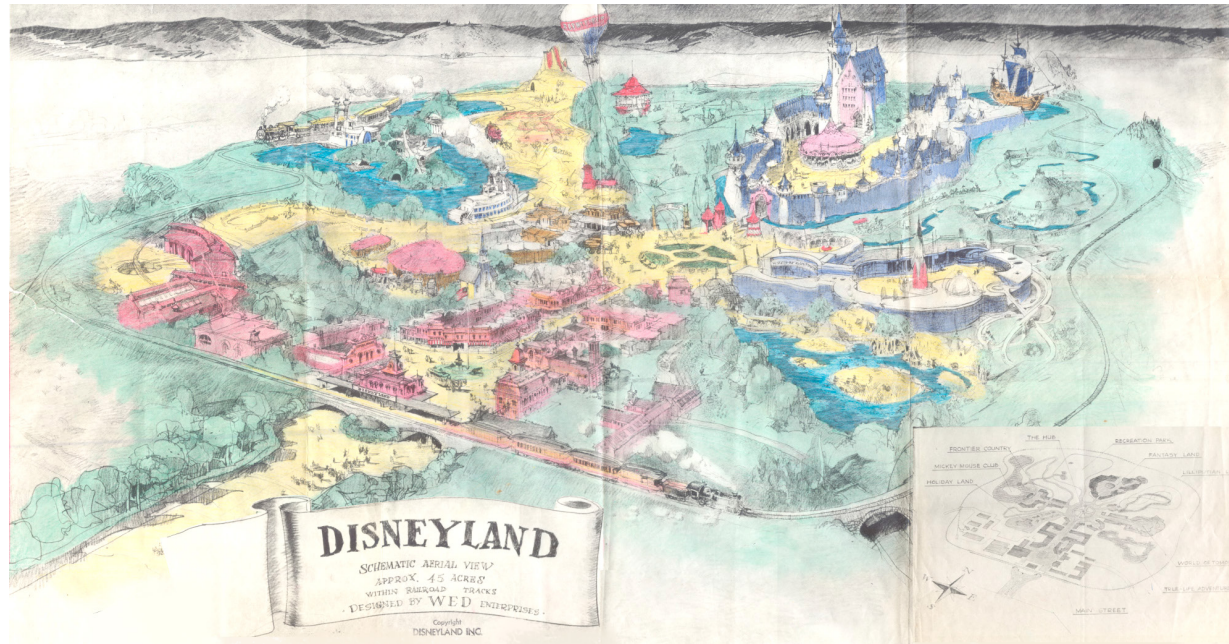 DISNEYLAND
SCHEMATIC AERIAL VIEW
APPROX. 45 ACRES
WITHIN RAILROAD TRACKS
· DESIGNED BY WED ENTERPRISES ·
Copyright
DISNEYLAND INC.
THE HUB
RECREATION PARK
FRONTIER COUNTRY
FANTASY LAND
MICKEY MOUSE CLUB
HOLIDAY LAND
MAIN STREET